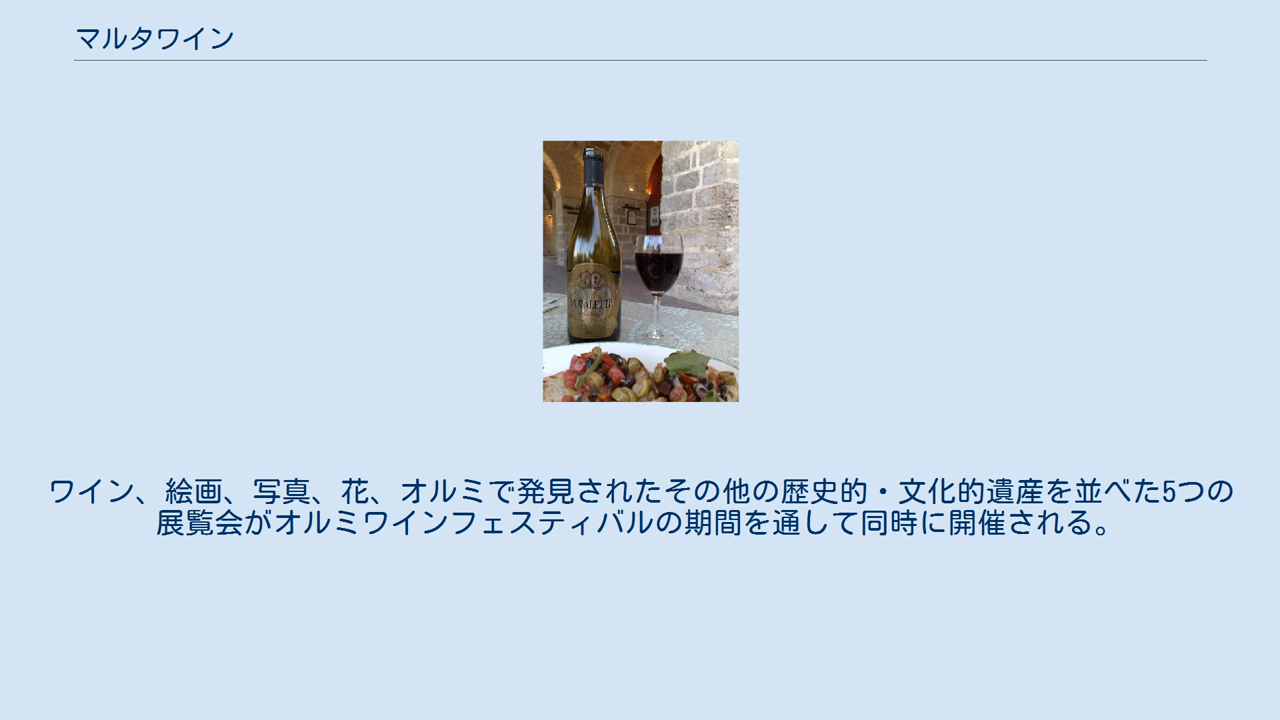 マルタワイン
ワイン、絵画、写真、花、オルミで発見されたその他の歴史的・文化的遺産を並べた5つの
展覧会がオルミワインフェスティバルの期間を通して同時に開催される。